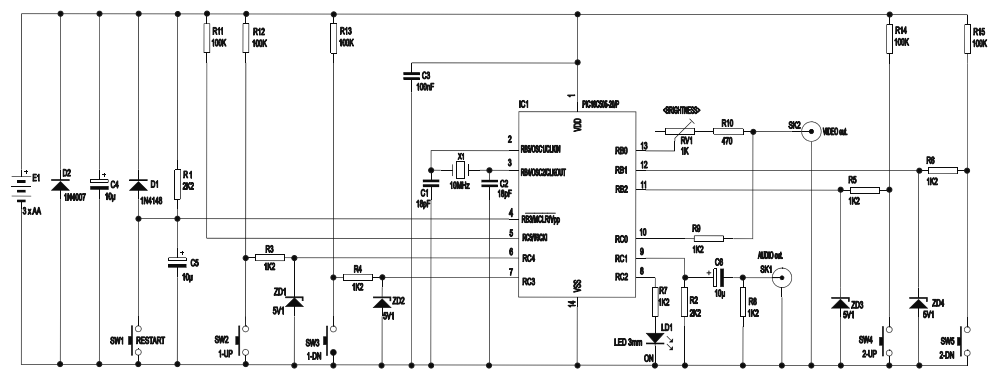 R11
100K
R12
100K
R13
100K
R14
100K
R15
100K
C3
100nF
IC1
PIC16C505-20/P
1
VDD
<BRIGHTNESS>
RV1
1K
R10
470
SK2
VIDEO out.
E1
3 x AA
D2
1N4007
C4
10µ
D1
1N4148
R1
2K2
2
RB5/OSC1/CLKIN
3
RB4/OSC2/CLKOUT
X1
10MHz
C1
18pF
C2
18pF
4
RB3/MCLR/Vpp
5
RC5/T0CKI
6
RC4
7
RC3
13
RB0
12
RB1
11
RB2
10
RC0
9
RC1
8
RC2
VSS
14
R6
1K2
R5
1K2
R9
1K2
C5
10µ
R3
1K2
R4
1K2
ZD1
5V1
ZD2
5V1
C6
10µ
AUDIO out.
SK1
R7
1K2
R2
2K2
R8
1K2
LD1
LED 3mm
ON
ZD3
5V1
ZD4
5V1
SW1
RESTART
SW2
1-UP
SW3
1-DN
SW4
2-UP
SW5
2-DN